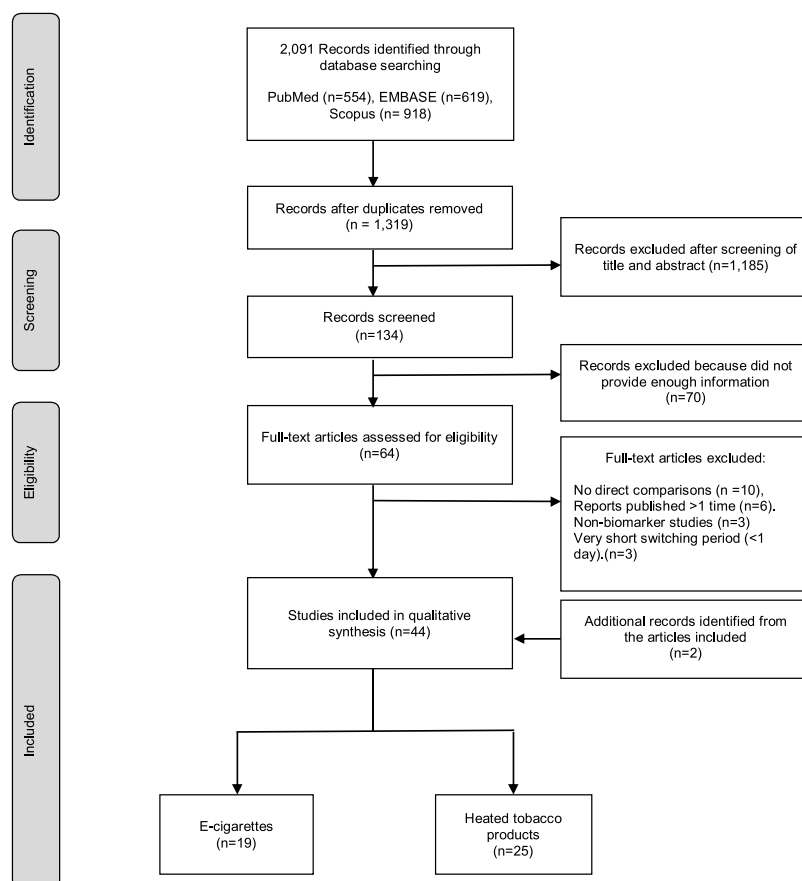 Identification
2,091 Records identified through
database searching
PubMed (n=554), EMBASE (n=619),
Scopus (n= 918)
Records after duplicates removed
(n = 1,319)
Screening
Records excluded after screening of
title and abstract (n=1,185)
Records screened
(n=134)
Records excluded because did not
provide enough information
(n=70)
Eligibility
Full-text articles assessed for eligibility
(n=64)
Full-text articles excluded:
No direct comparisons (n =10),
Reports published >1 time (n=6).
Non-biomarker studies (n=3)
Very short switching period (<1
day).(n=3)
Included
Studies included in qualitative
synthesis (n=44)
Additional records identified from
the articles included
(n=2)
E-cigarettes
(n=19)
Heated tobacco
products
(n=25)